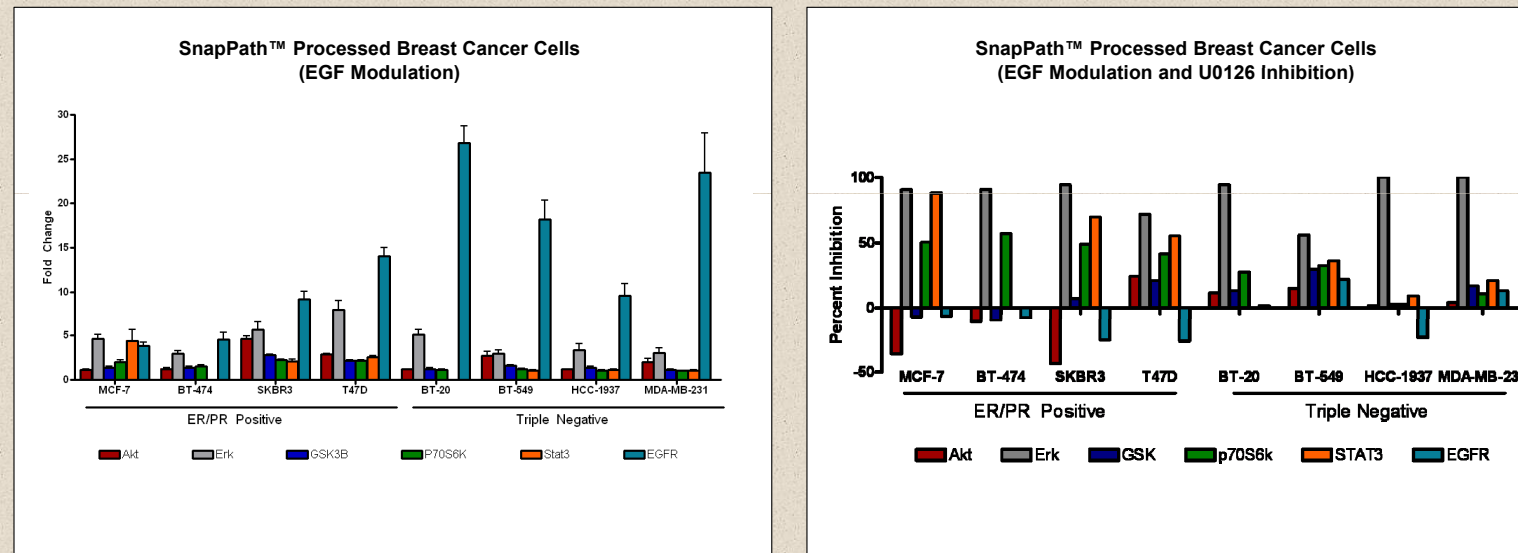 SnapPath™ Processed Breast Cancer Cells
(EGF Modulation)
30
25
20
15
10
5
0
Fold Change
MCF-7 BT-474 SKBR3 T47D BT-20 BT-549 HCC-1937 MDA-MB-231
ER/PR Positive Triple Negative
Akt Erk GSK3B P70S6K Stat3 EGFR
SnapPath™ Processed Breast Cancer Cells
(EGF Modulation and U0126 Inhibition)
100
50
0
-50
Percent Inhibition
MCF-7 BT-474 SKBR3 T47D BT-20 BT-549 HCC-1937 MDA-MB-23
ER/PR Positive Triple Negative
Akt Erk GSK p70S6k STAT3 EGFR